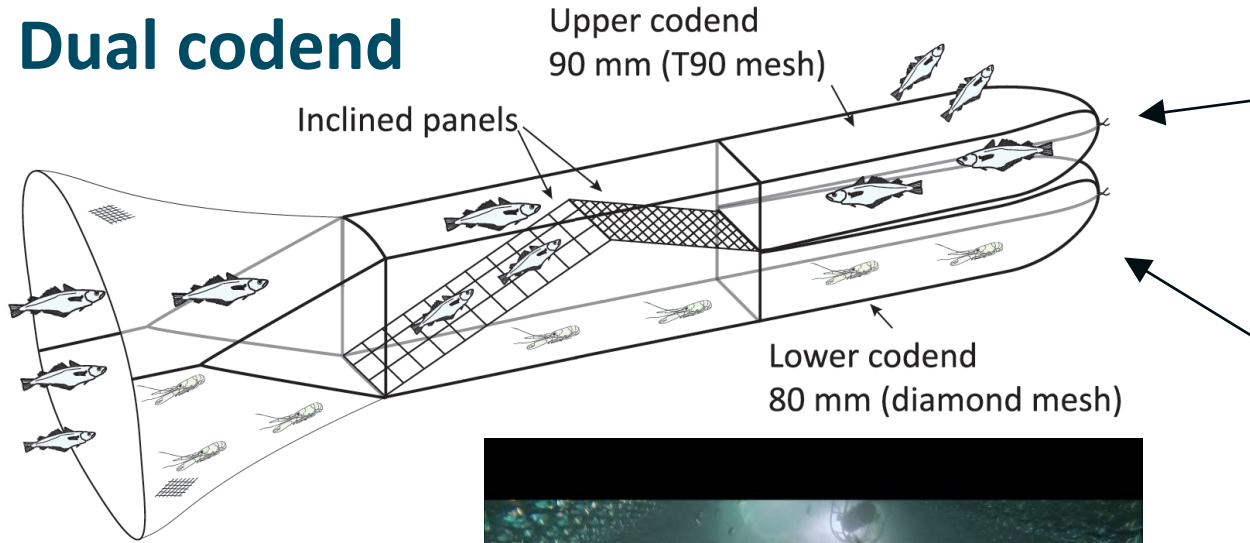 Dual codend
Upper codend
90 mm (T90 mesh)
Inclined panels
Lower codend
80 mm (diamond mesh)